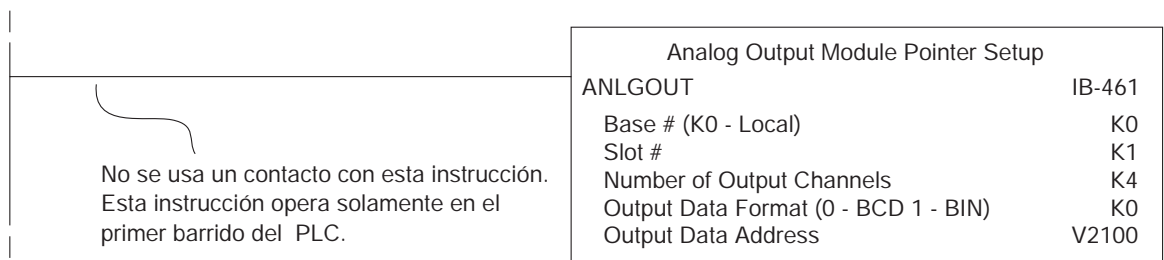 Analog Output Module Pointer Setup
ANLGOUT IB-461
Base # (K0 - Local) K0
Slot # K1
Number of Output Channels K4
Output Data Format (0 - BCD 1 - BIN) K0
Output Data Address V2100
No se usa un contacto con esta instrucción.
Esta instrucción opera solamente en el
primer barrido del PLC.